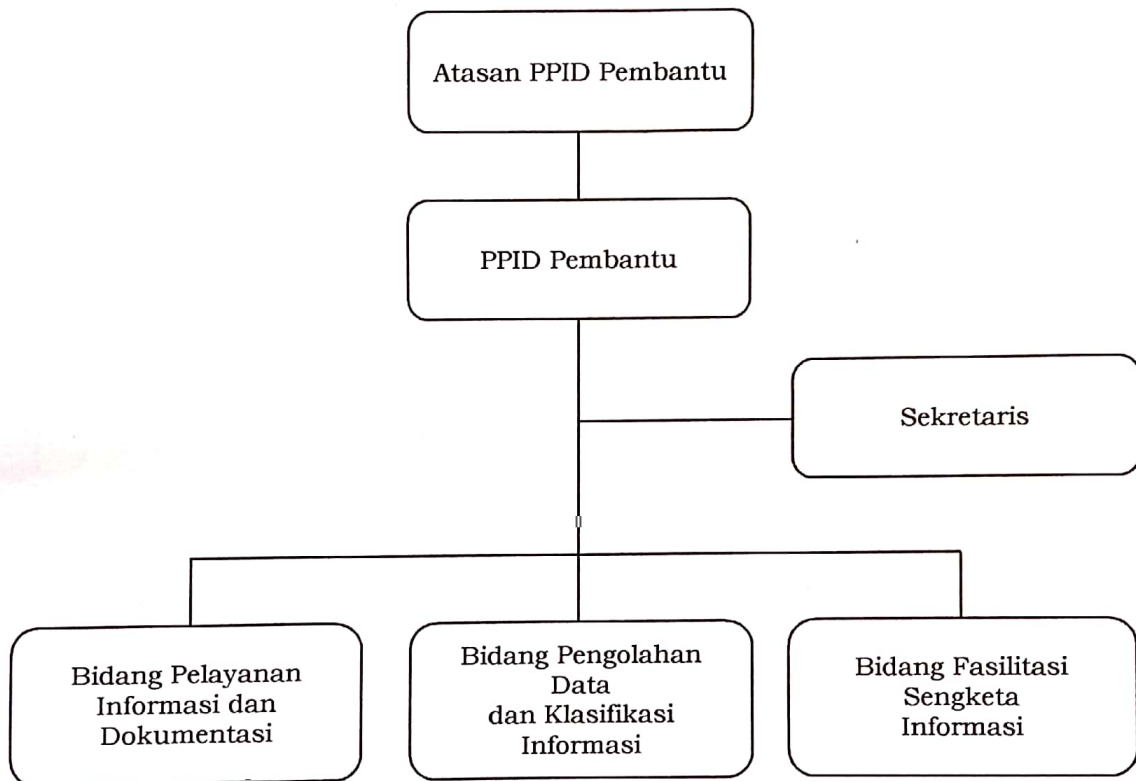 Atasan PPID Pembantu
PPID Pembantu
Sekretaris
Bidang Pelayanan
Informasi dan
Dokumentasi
Bidang Pengolahan
Data
dan Klasifikasi
Informasi
Bidang Fasilitasi
Sengketa
Informasi